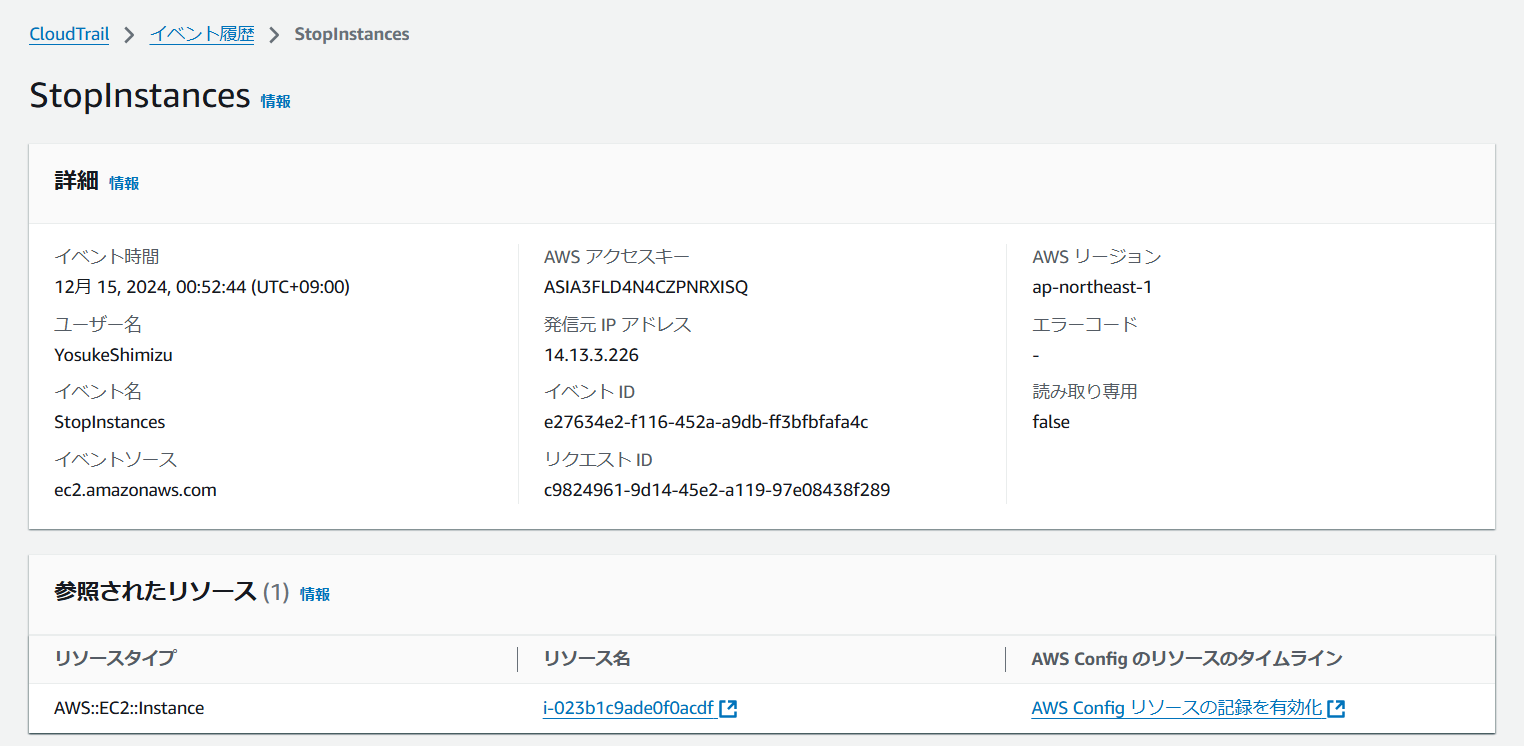 CloudTrail > イベント履歴 > StopInstances
StopInstances 情報
詳細 情報
イベント時間
12月 15, 2024, 00:52:44 (UTC+09:00)
ユーザー名
YosukeShimizu
イベント名
StopInstances
イベントソース
ec2.amazonaws.com
AWS アクセスキー
ASIA3FLD4N4CZPNRXISQ
発信元 IP アドレス
14.13.3.226
イベント ID
e27634e2-f116-452a-a9db-ff3bfbfafa4c
リクエスト ID
c9824961-9d14-45e2-a119-97e08438f289
AWS リージョン
ap-northeast-1
エラーコード
-
読み取り専用
false
参照されたリソース (1) 情報
リソースタイプ リソース名 AWS Config のリソースのタイムライン
AWS::EC2::Instance i-023b1c9ade0f0acdf AWS Config リソースの記録を有効化